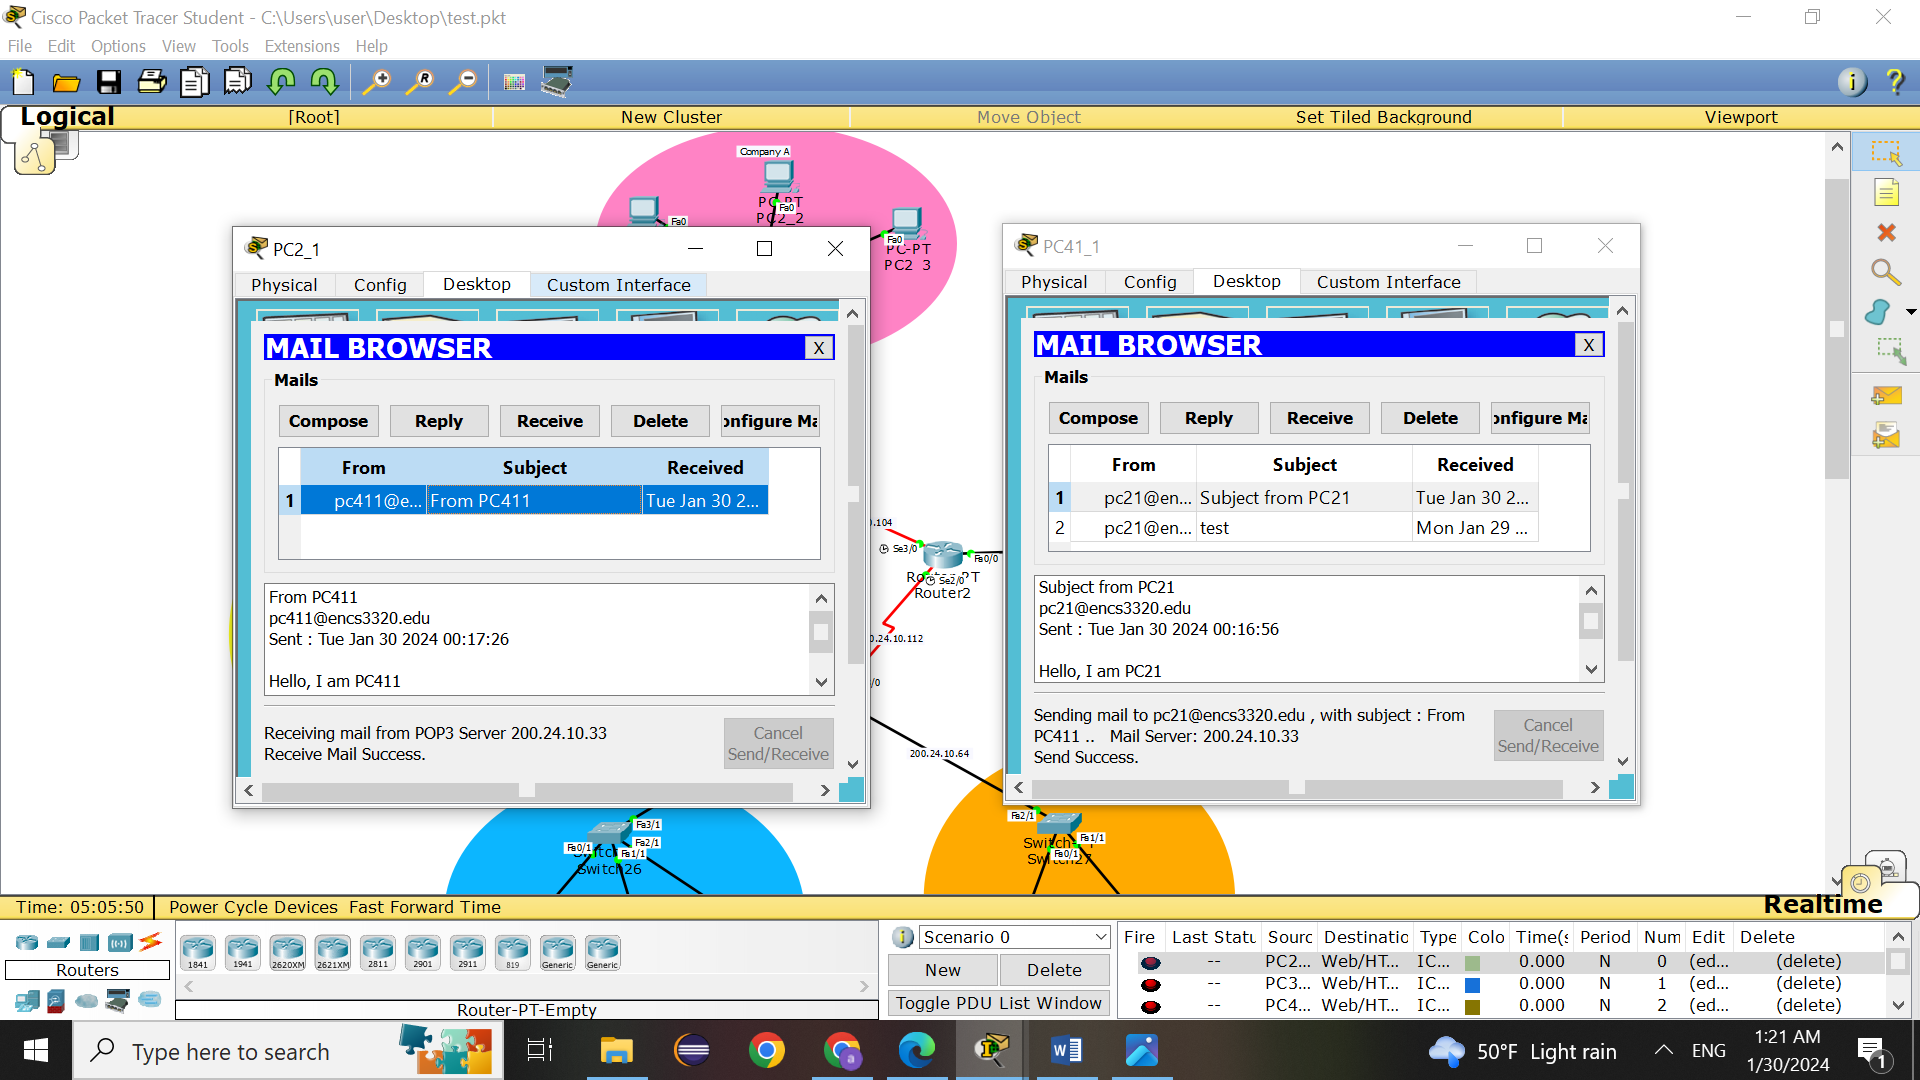 Cisco Packet Tracer Student - C:\Users\user\Desktop\test.pkt
File Edit Options View Tools Extensions Help
Logical [Root] New Cluster Move Object Set Tiled Background Viewport
Company A
Fa0
PC-PT
PC2_2
Fa0
Fa0
PC-PT
PC2_3
PC2_1
Physical Config Desktop Custom Interface
MAIL BROWSER X
Mails
Compose Reply Receive Delete onfigure Ma
From Subject Received
1 pc411@e... From PC411 Tue Jan 30 2...
From PC411
pc411@encs3320.edu
Sent : Tue Jan 30 2024 00:17:26
Hello, I am PC411
Receiving mail from POP3 Server 200.24.10.33
Receive Mail Success.
Cancel
Send/Receive
PC41_1
Physical Config Desktop Custom Interface
MAIL BROWSER X
Mails
Compose Reply Receive Delete onfigure Ma
From Subject Received
1 pc21@en... Subject from PC21 Tue Jan 30 2...
2 pc21@en... test Mon Jan 29 ...
Subject from PC21
pc21@encs3320.edu
Sent : Tue Jan 30 2024 00:16:56
Hello, I am PC21
Sending mail to pc21@encs3320.edu , with subject : From
PC411 .. Mail Server: 200.24.10.33
Send Success.
Cancel
Send/Receive
0.104
Se3/0
Fa0/0
Se2/0
Router2
0.24.10.112
/0
200.24.10.64
Fa3/1
Fa2/1
Fa0/1
Fa1/1
Switch26
Fa2/1
Fa1/1
Fa0/1
Switch27
Time: 05:05:50 Power Cycle Devices Fast Forward Time Realtime
Routers
1841 1941 2620XM 2621XM 2811 2901 2911 819 Generic Generic
Router-PT-Empty
Scenario 0
New Delete
Toggle PDU List Window
Fire Last Statu Sourc Destinatio Type Colo Time(s Period Num Edit Delete
-- PC2... Web/HT... IC... 0.000 N 0 (ed... (delete)
-- PC3... Web/HT... IC... 0.000 N 1 (ed... (delete)
-- PC4... Web/HT... IC... 0.000 N 2 (ed... (delete)
Type here to search
50°F Light rain
ENG
1:21 AM
1/30/2024
1